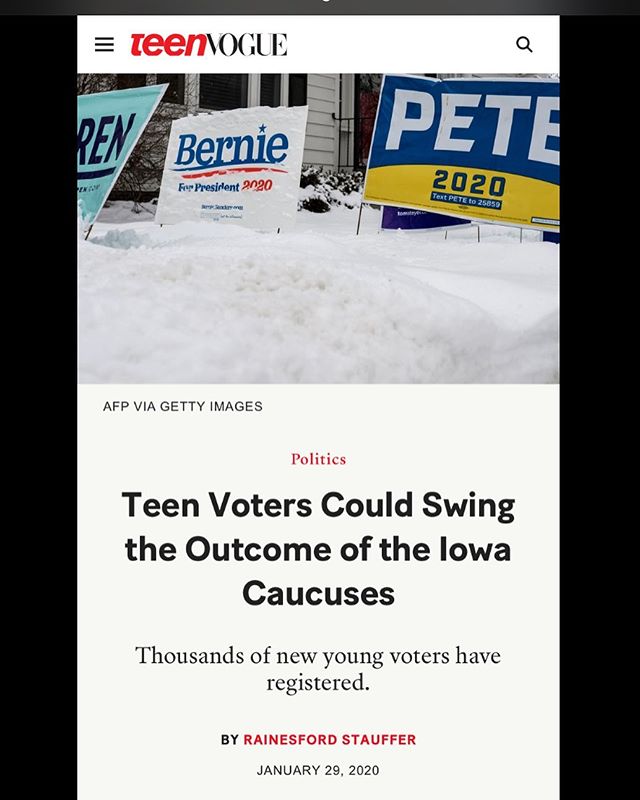 teenVOGUE
REN
Bernie
For President 2020
PETE
2020
Text PETE to 25859
AFP VIA GETTY IMAGES
Politics
Teen Voters Could Swing
the Outcome of the Iowa
Caucuses
Thousands of new young voters have
registered.
BY RAINESFORD STAUFFER
JANUARY 29, 2020